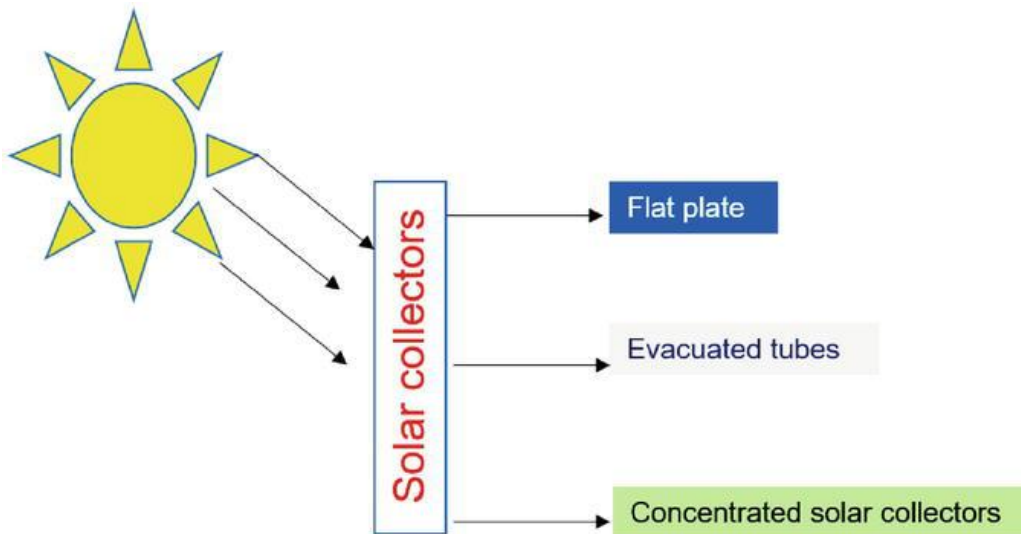 Solar collectors
Flat plate
Evacuated tubes
Concentrated solar collectors